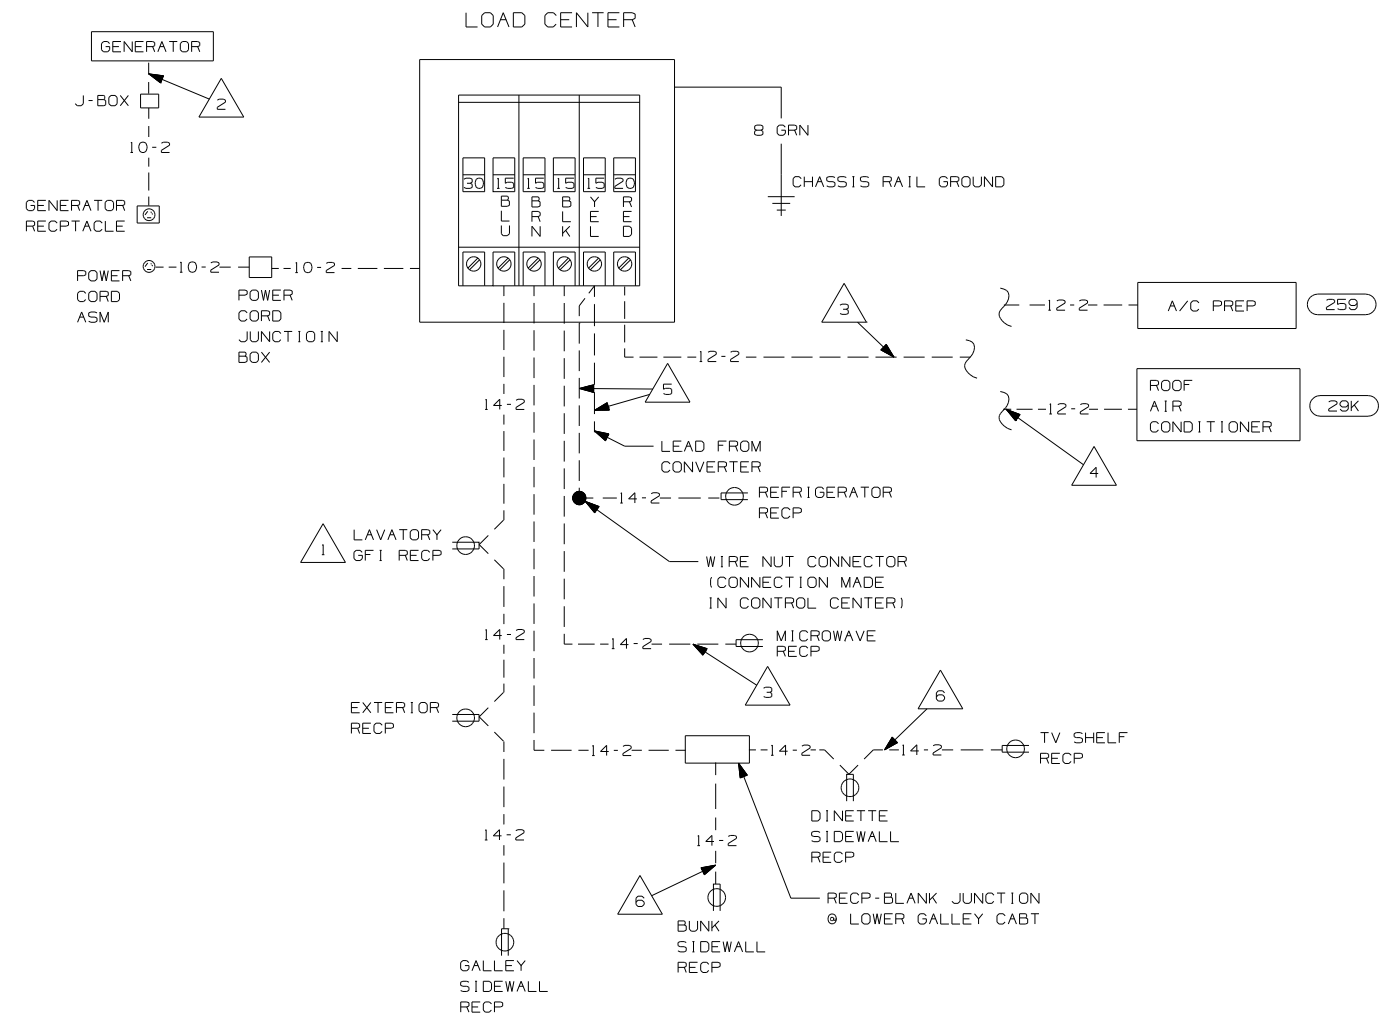 LOAD CENTER
GENERATOR
2
J-BOX
10-2
GENERATOR
RECPTACLE
8 GRN
CHASSIS RAIL GROUND
30 15 15 15 15 20
BLU BRN BLK YEL RED
10-2 10-2
POWER
CORD
ASM
POWER
CORD
JUNCTIOIN
BOX
3
12-2
12-2
A/C PREP
259
12-2
ROOF
AIR
CONDITIONER
29K
4
5
14-2
LEAD FROM
CONVERTER
14-2
REFRIGERATOR
RECP
1
LAVATORY
GFI RECP
WIRE NUT CONNECTOR
(CONNECTION MADE
IN CONTROL CENTER)
14-2
14-2
MICROWAVE
RECP
3
EXTERIOR
RECP
6
14-2
14-2
14-2
TV SHELF
RECP
DINETTE
SIDEWALL
RECP
14-2
14-2
6
RECP-BLANK JUNCTION
@ LOWER GALLEY CABT
BUNK
SIDEWALL
RECP
GALLEY
SIDEWALL
RECP